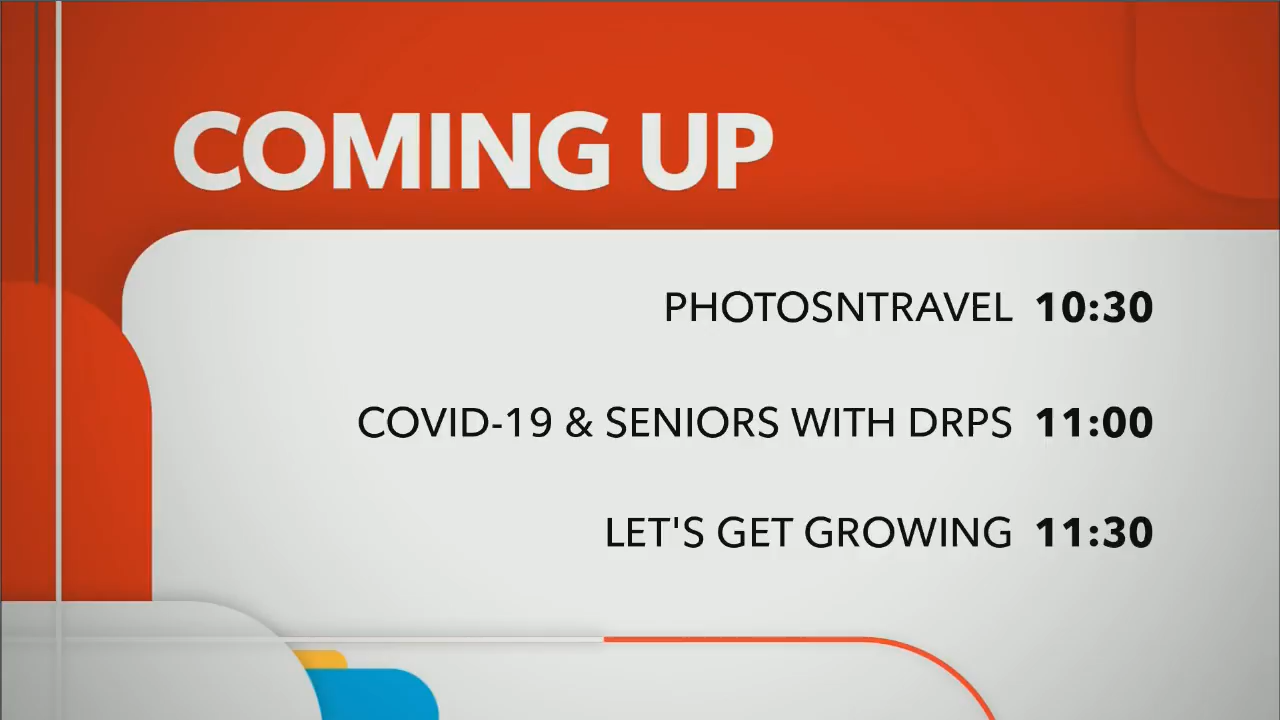 COMING UP
PHOTOSNTRAVEL 10:30
COVID-19 & SENIORS WITH DRPS 11:00
LET'S GET GROWING 11:30